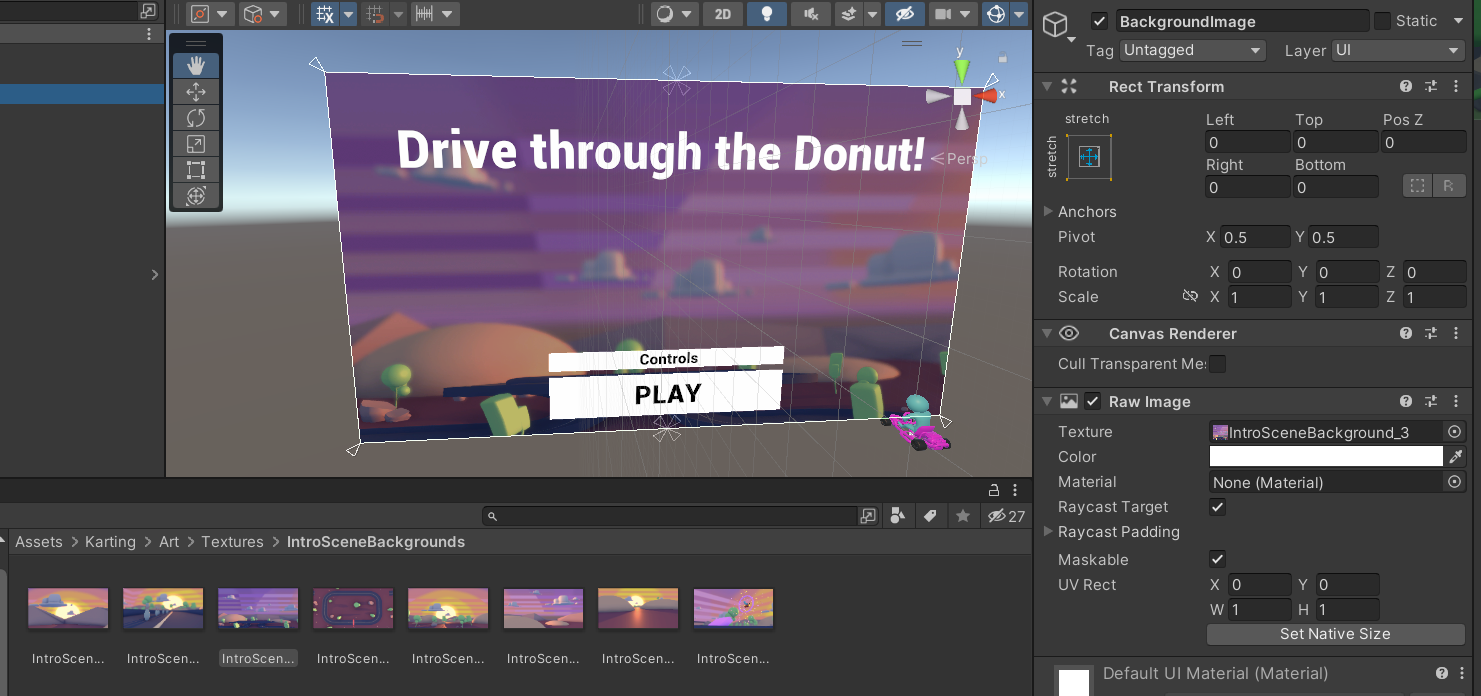 2D
BackgroundImage
Static
Tag
Untagged
Layer
UI
Rect Transform
stretch
stretch
Left
Top
Pos Z
0
0
0
Right
Bottom
0
0
R
Anchors
Pivot
X
0.5
Y
0.5
Rotation
X
0
Y
0
Z
0
Scale
X
1
Y
1
Z
1
Canvas Renderer
Cull Transparent Me
Raw Image
Texture
IntroSceneBackground_3
Color
Material
None (Material)
Raycast Target
Raycast Padding
Maskable
UV Rect
X
0
Y
0
W
1
H
1
Set Native Size
Default UI Material (Material)
y
x
Persp
Drive through the Donut!
Controls
PLAY
27
Assets > Karting > Art > Textures > IntroSceneBackgrounds
IntroScen...
IntroScen...
IntroScen...
IntroScen...
IntroScen...
IntroScen...
IntroScen...
IntroScen...